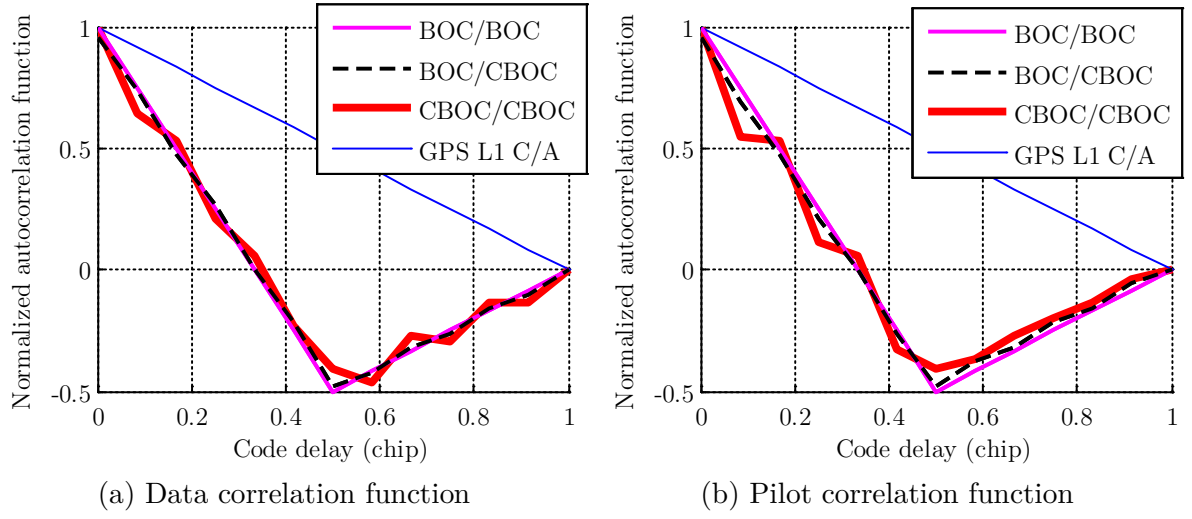 Normalized autocorrelation function
1
0.5
0
-0.5
0
0.2
0.4
0.6
0.8
1
Code delay (chip)
BOC/BOC
BOC/CBOC
CBOC/CBOC
GPS L1 C/A
(a) Data correlation function
Normalized autocorrelation function
1
0.5
0
-0.5
0
0.2
0.4
0.6
0.8
1
Code delay (chip)
BOC/BOC
BOC/CBOC
CBOC/CBOC
GPS L1 C/A
(b) Pilot correlation function